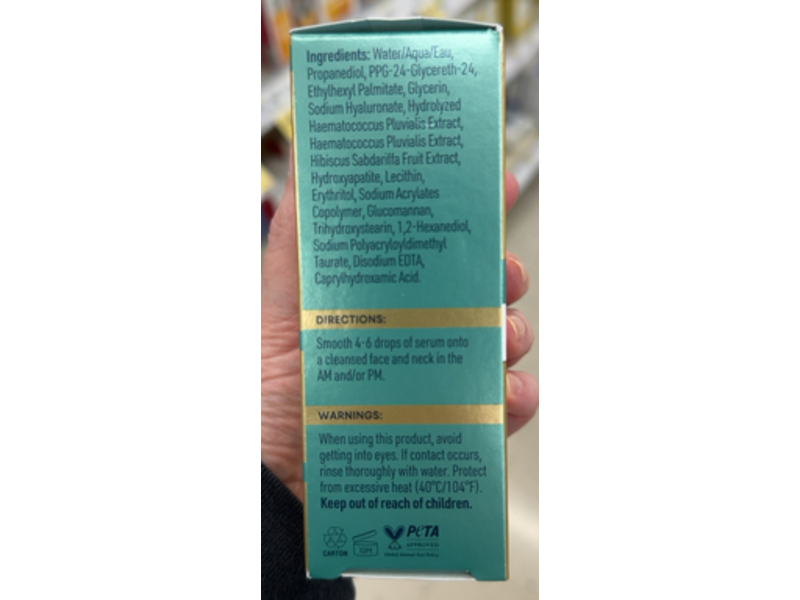 Ingredients: Water/Aqua/Eau,
Propanediol, PPG-24-Glycereth-24,
Ethylhexyl Palmitate, Glycerin,
Sodium Hyaluronate, Hydrolyzed
Haematococcus Pluvialis Extract,
Haematococcus Pluvialis Extract,
Hibiscus Sabdariffa Fruit Extract,
Hydroxyapatite, Lecithin,
Erythritol, Sodium Acrylates
Copolymer, Glucomannan,
Trihydroxystearin, 1,2-Hexanediol,
Sodium Polyacryloyldimethyl
Taurate, Disodium EDTA,
Caprylhydroxamic Acid.
DIRECTIONS:
Smooth 4-6 drops of serum onto
a cleansed face and neck in the
AM and/or PM.
WARNINGS:
When using this product, avoid
getting into eyes. If contact occurs,
rinse thoroughly with water. Protect
from excessive heat (40°C/104°F).
Keep out of reach of children.
CARTON
12M
PeTA
APPROVED